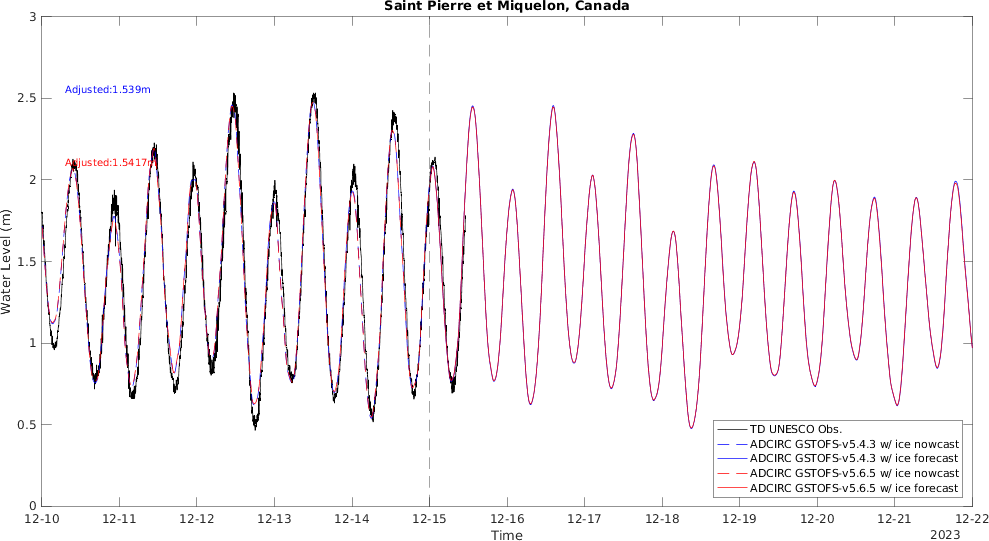 Saint Pierre et Miquelon, Canada
3
2.5
2
1.5
1
0.5
0
Water Level (m)
Adjusted:1.539m
Adjusted:1.5417m
TD UNESCO Obs.
ADCIRC GSTOFS-v5.4.3 w/ ice nowcast
ADCIRC GSTOFS-v5.4.3 w/ ice forecast
ADCIRC GSTOFS-v5.6.5 w/ ice nowcast
ADCIRC GSTOFS-v5.6.5 w/ ice forecast
12-10 12-11 12-12 12-13 12-14 12-15 12-16 12-17 12-18 12-19 12-20 12-21 12-22
Time
2023